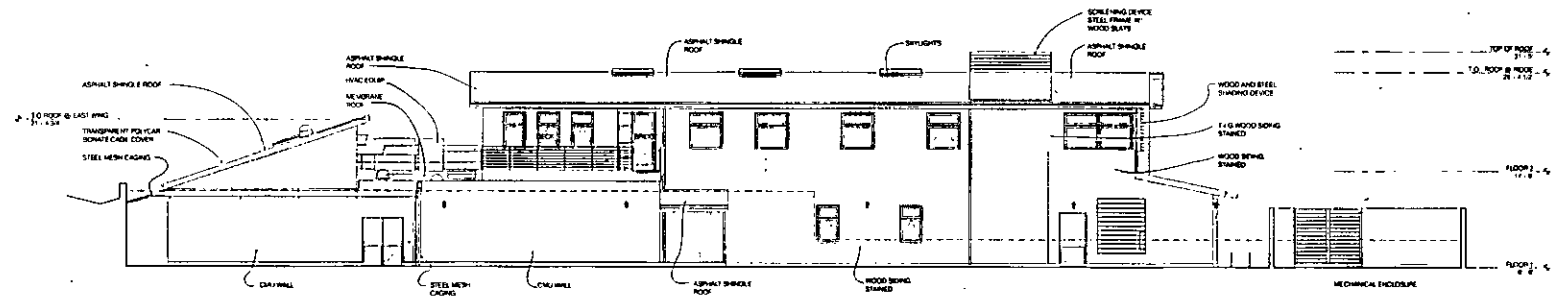 SCREENING DEVICE
STEEL FRAME W/
WOOD SLATS
ASPHALT SHINGLE
ROOF
SKYLIGHTS
ASPHALT SHINGLE
ROOF
TOP OF ROOF
ASPHALT SHINGLE
ROOF
T.O. ROOF @ RIDGE
ASPHALT SHINGLE ROOF
HVAC EQUIP
WOOD AND STEEL
SHADING DEVICE
MEMBRANE
ROOF
T.O ROOF @ EAST WING
T+G WOOD SIDING
STAINED
TRANSPARENT POLYCAR
BONATE CAGE COVER
DECK
STEEL MESH CAGING
WOOD SIDING
STAINED
FLOOR 2
FLOOR 1
CMU WALL
STEEL MESH
CAGING
CMU WALL
ASPHALT SHINGLE
ROOF
WOOD SIDING
STAINED
MECHANICAL ENCLOSURE